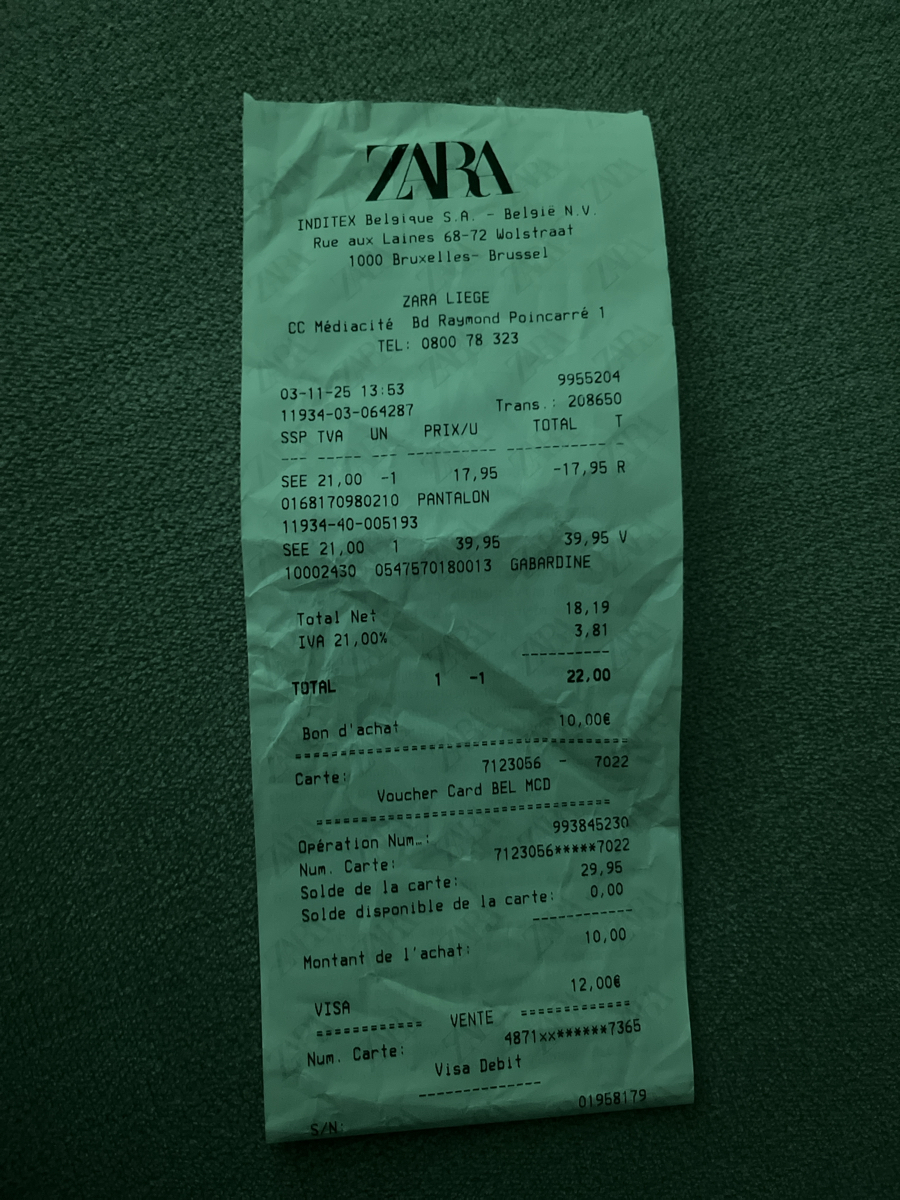 ZARA
INDITEX Belgique S.A. - België N.V.
Rue aux Laines 68-72 Wolstraat
1000 Bruxelles- Brussel
ZARA LIEGE
CC Médiacité Bd Raymond Poincarré 1
TEL: 0800 78 323
03-11-25 13:53 9955204
11934-03-064287 Trans.: 208650
SSP TVA UN PRIX/U TOTAL T
--- ----- --- ---------- ----------- -
SEE 21,00 -1 17,95 -17,95 R
0168170980210 PANTALON
11934-40-005193
SEE 21,00 1 39,95 39,95 V
10002430 0547570180013 GABARDINE
Total Net 18,19
IVA 21,00% 3,81
----------
TOTAL 1 -1 22,00
Bon d'achat 10,00€
======================================
Carte: 7123056 - 7022
Voucher Card BEL MCD
=================================
Opération Num…: 993845230
Num. Carte: 7123056*****7022
Solde de la carte: 29,95
Solde disponible de la carte: 0,00
-----------
Montant de l'achat: 10,00
VISA 12,00€
============ VENTE ============
Num. Carte: 4871xx******7365
Visa Debit
--------------
S/N: 01958179